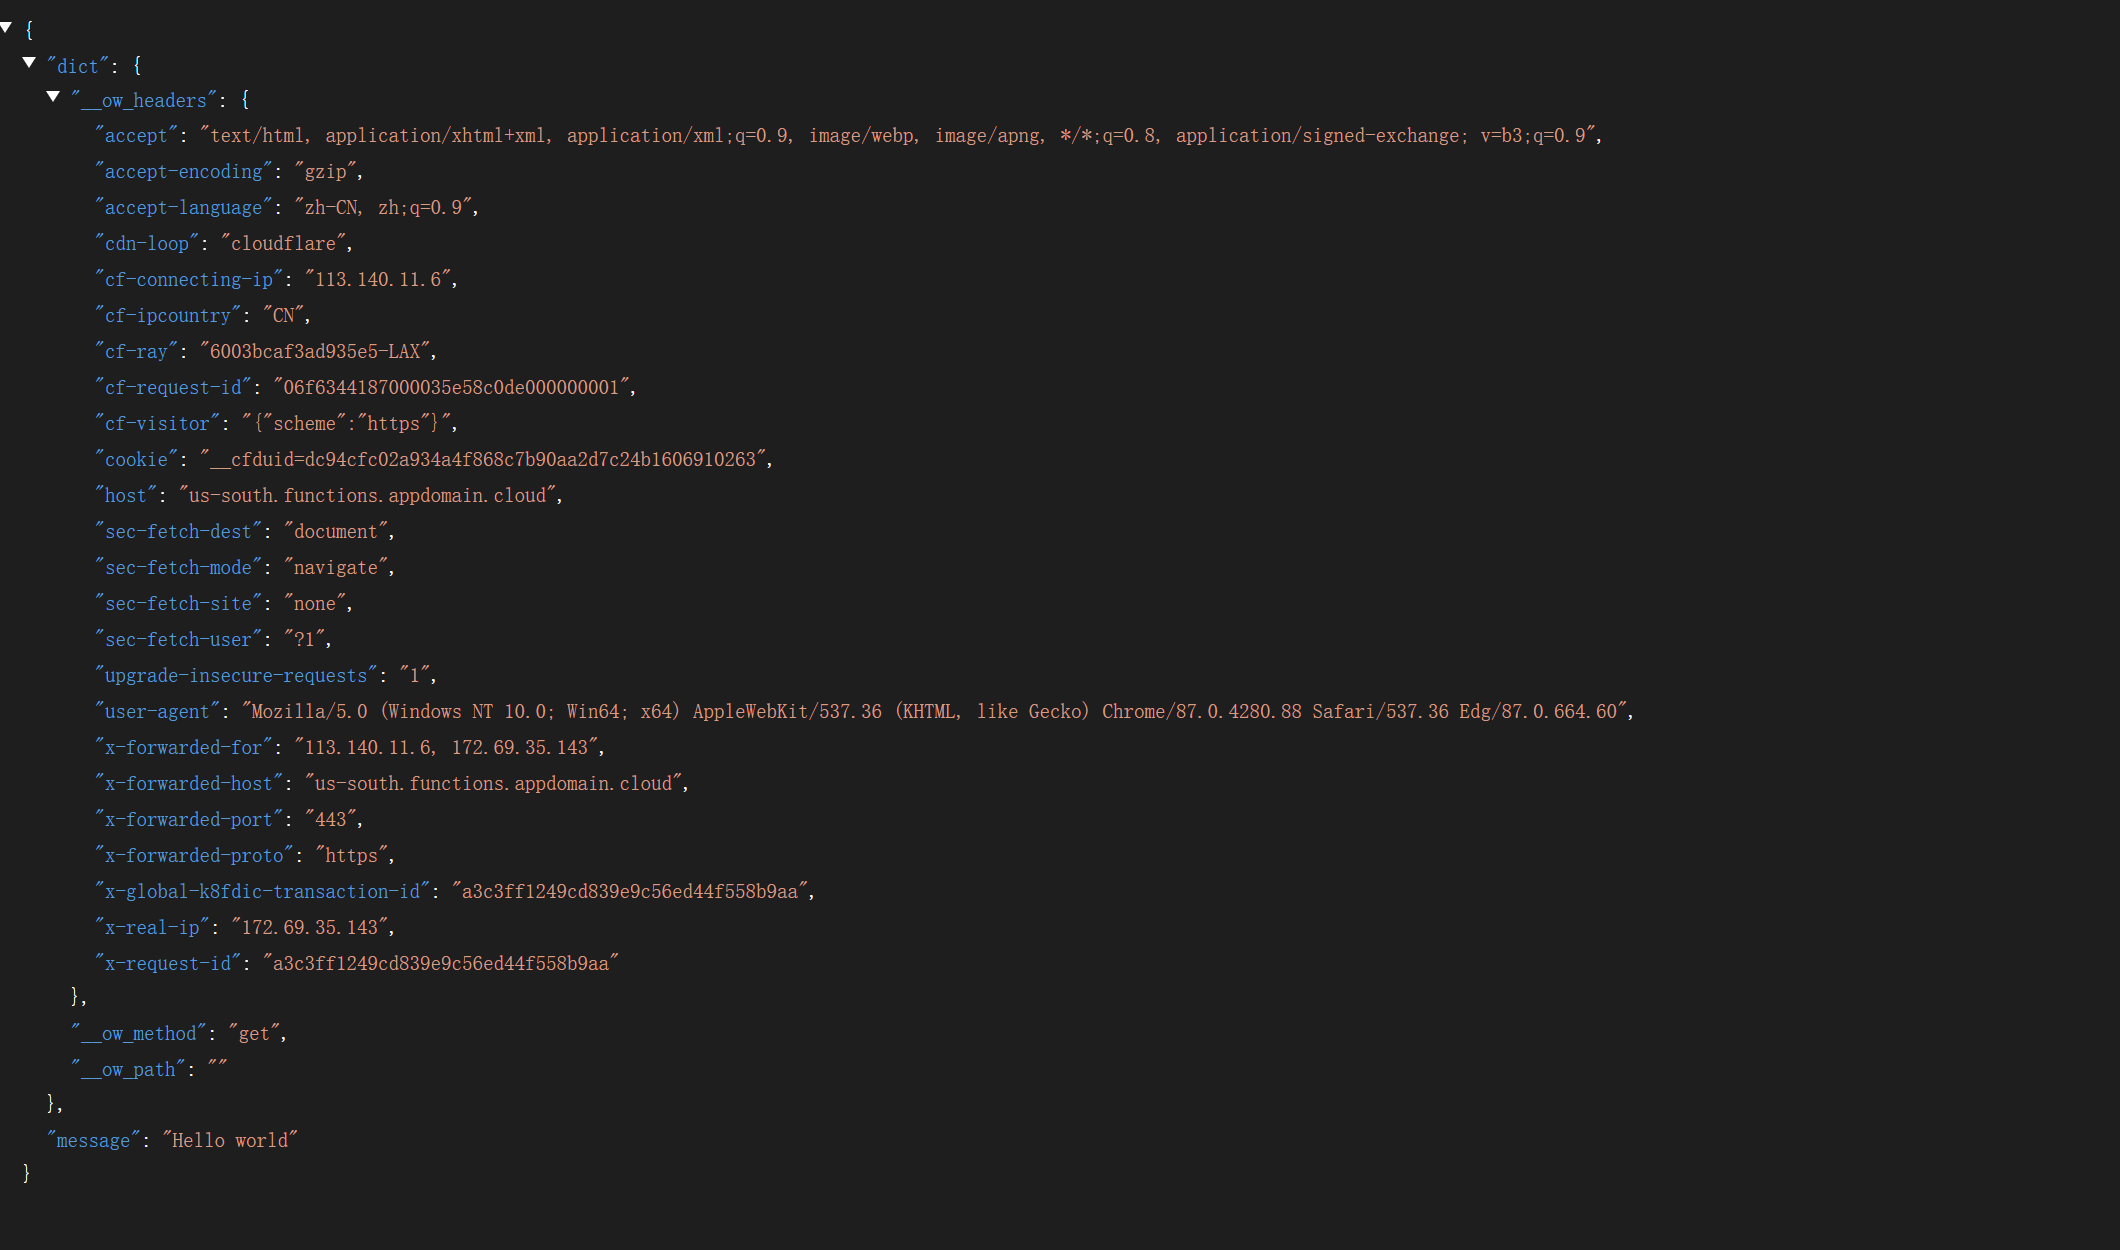 {
"dict": {
"__ow_headers": {
"accept": "text/html, application/xhtml+xml, application/xml;q=0.9, image/webp, image/apng, */*;q=0.8, application/signed-exchange; v=b3;q=0.9",
"accept-encoding": "gzip",
"accept-language": "zh-CN, zh;q=0.9",
"cdn-loop": "cloudflare",
"cf-connecting-ip": "113.140.11.6",
"cf-ipcountry": "CN",
"cf-ray": "6003bcaf3ad935e5-LAX",
"cf-request-id": "06f6344187000035e58c0de000000001",
"cf-visitor": "{"scheme":"https"}",
"cookie": "__cfduid=dc94cfc02a934a4f868c7b90aa2d7c24b1606910263",
"host": "us-south.functions.appdomain.cloud",
"sec-fetch-dest": "document",
"sec-fetch-mode": "navigate",
"sec-fetch-site": "none",
"sec-fetch-user": "?1",
"upgrade-insecure-requests": "1",
"user-agent": "Mozilla/5.0 (Windows NT 10.0; Win64; x64) AppleWebKit/537.36 (KHTML, like Gecko) Chrome/87.0.4280.88 Safari/537.36 Edg/87.0.664.60",
"x-forwarded-for": "113.140.11.6, 172.69.35.143",
"x-forwarded-host": "us-south.functions.appdomain.cloud",
"x-forwarded-port": "443",
"x-forwarded-proto": "https",
"x-global-k8fdic-transaction-id": "a3c3ff1249cd839e9c56ed44f558b9aa",
"x-real-ip": "172.69.35.143",
"x-request-id": "a3c3ff1249cd839e9c56ed44f558b9aa"
},
"__ow_method": "get",
"__ow_path": ""
},
"message": "Hello world"
}